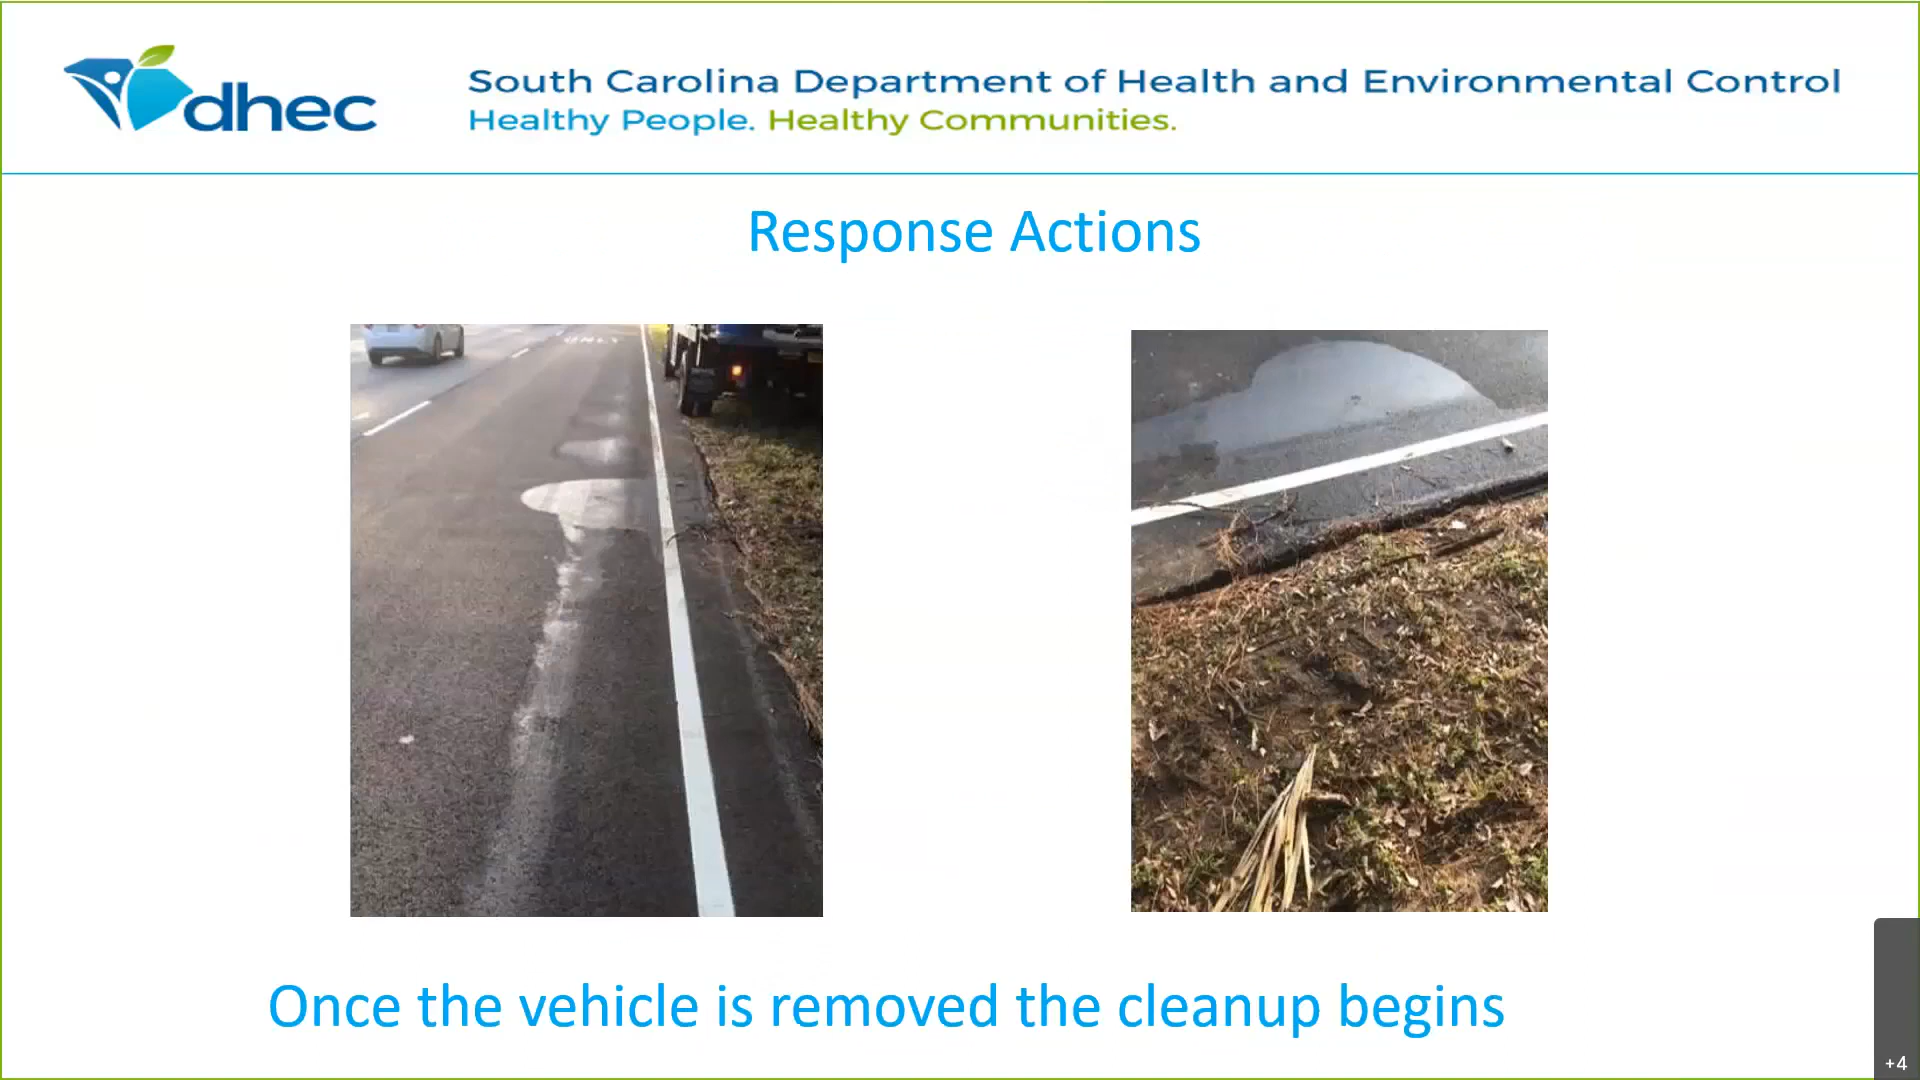 dhec
South Carolina Department of Health and Environmental Control
Healthy People. Healthy Communities.
Response Actions
ONLY
Once the vehicle is removed the cleanup begins
+4